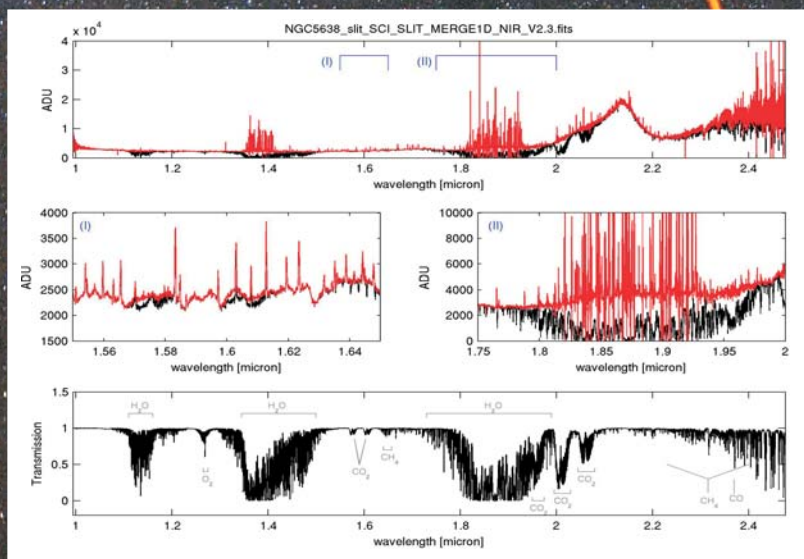 NGC5638_slit_SCI_SLIT_MERGE1D_NIR_V2.3.fits
x 10⁴
4
3
2
1
0
ADU
(I)
(II)
1
1.2
1.4
1.6
1.8
2
2.2
2.4
wavelength [micron]
4000
3500
3000
2500
2000
1500
ADU
(I)
1.56
1.58
1.6
1.62
1.64
wavelength [micron]
10000
8000
6000
4000
2000
0
ADU
(II)
1.75
1.8
1.85
1.9
1.95
2
wavelength [micron]
1.5
1
0.5
0
Transmission
H₂O
H₂O
H₂O
O₂
CO₂
CH₄
CO₂
CO₂
CO₂
CH₄
CO
1
1.2
1.4
1.6
1.8
2
2.2
2.4
wavelength [micron]